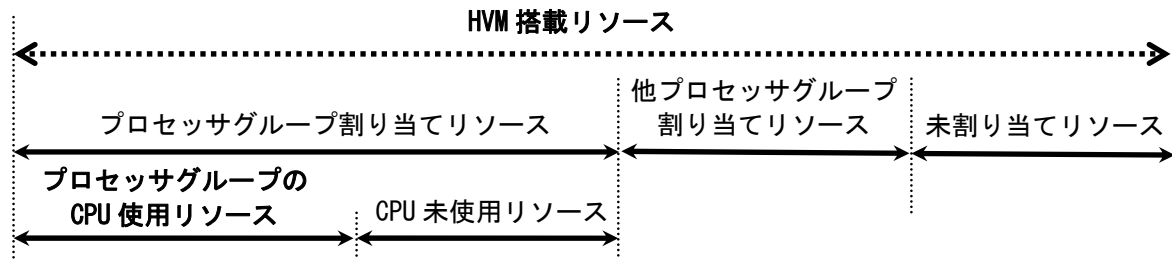 HVM 搭載リソース
他プロセッサグループ
プロセッサグループ割り当てリソース
割り当てリソース
未割り当てリソース
プロセッサグループの
CPU 使用リソース
CPU 未使用リソース